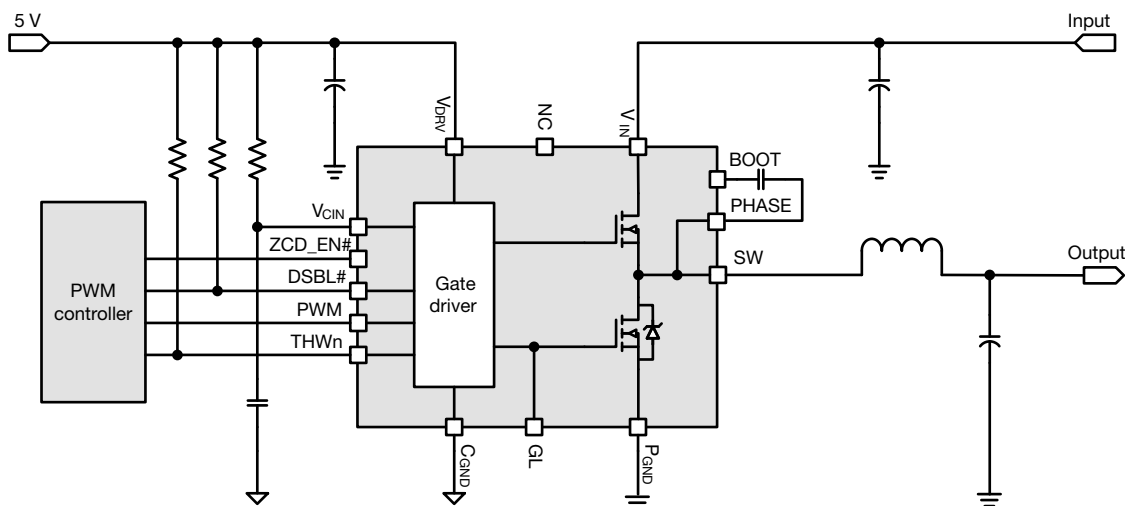 5 V
Input
VDRV
NC
VIN
BOOT
PHASE
VCIN
ZCD_EN#
SW
DSBL#
Output
PWM
controller
Gate
driver
PWM
THWn
CGND
GL
PGND